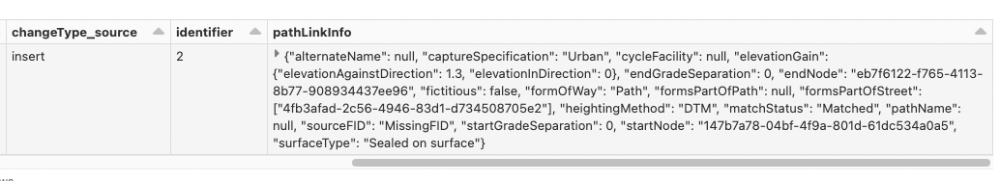 changeType_source identifier pathLinkInfo
insert 2 {"alternateName": null, "captureSpecification": "Urban", "cycleFacility": null, "elevationGain":
{"elevationAgainstDirection": 1.3, "elevationInDirection": 0}, "endGradeSeparation": 0, "endNode": "eb7f6122-f765-4113-
8b77-908934437ee96", "fictitious": false, "formOfWay": "Path", "formsPartOfPath": null, "formsPartOfStreet":
["4fb3afad-2c56-4946-83d1-d734508705e2"], "heightingMethod": "DTM", "matchStatus": "Matched", "pathName":
null, "sourceFID": "MissingFID", "startGradeSeparation": 0, "startNode": "147b7a78-04bf-4f9a-801d-61dc534a0a5",
"surfaceType": "Sealed on surface"}